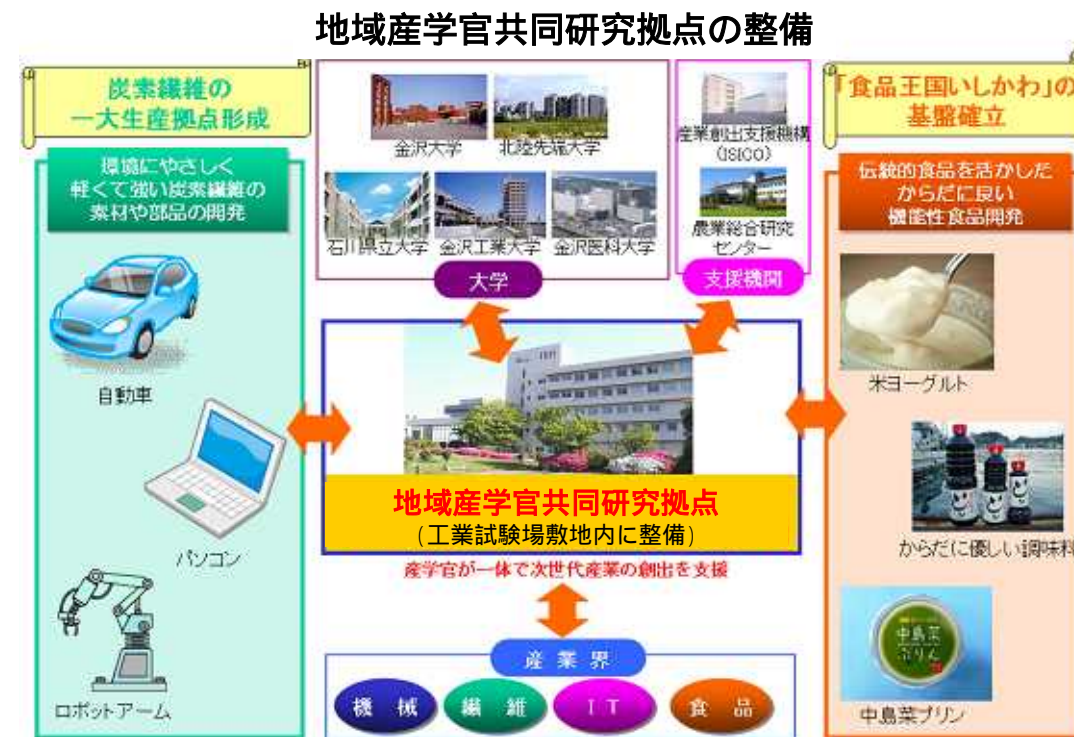 地域産学官共同研究拠点の整備
炭素繊維の
一大生産拠点形成
環境にやさしく
軽くて強い炭素繊維の
素材や部品の開発
自動車
パソコン
ロボットアーム
金沢大学
北陸先端大学
石川県立大学
金沢工業大学
金沢医科大学
大学
産業創出支援機構
(ISICO)
農業総合研究
センター
支援機関
地域産学官共同研究拠点
(工業試験場敷地内に整備)
産学官が一体で次世代産業の創出を支援
産業界
機械
繊維
IT
食品
「食品王国いしかわ」の
基盤確立
伝統的食品を活かした
からだに良い
機能性食品開発
米ヨーグルト
いしる
からだに優しい調味料
中島菜
ぷりん
中島菜プリン